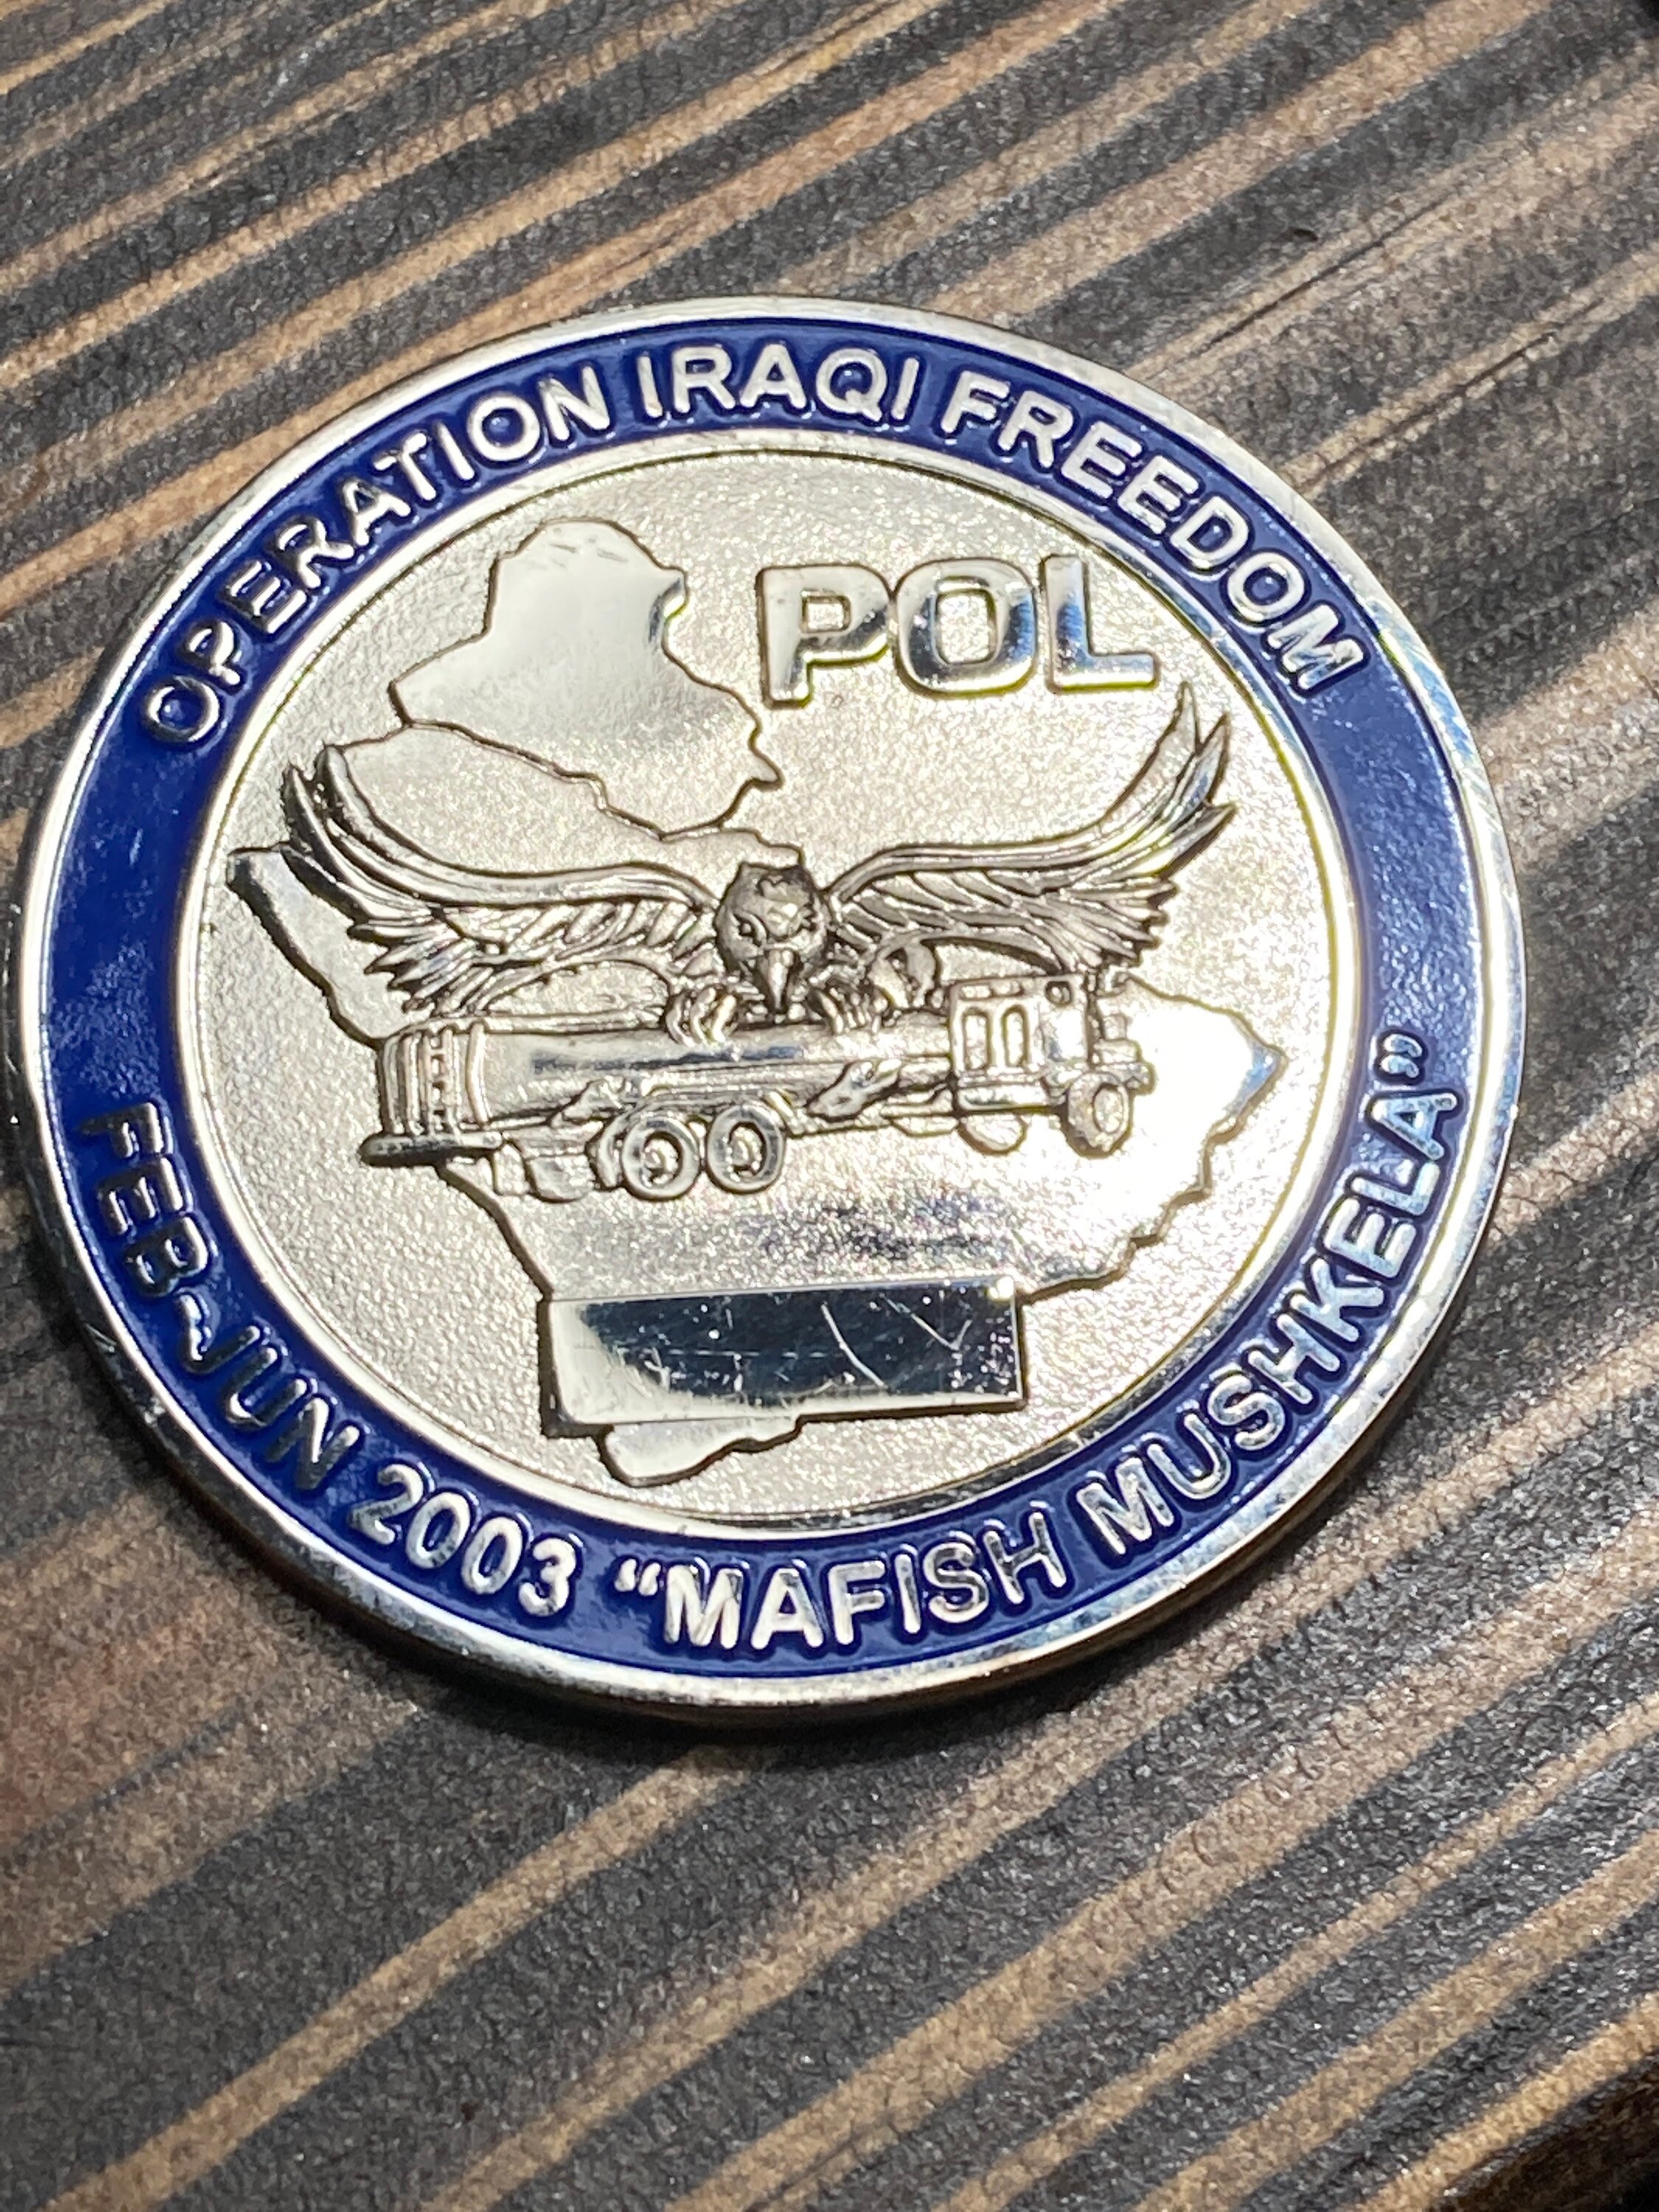 OPERATION IRAQI FREEDOM
POL
FEB-JUN 2003 “MAFISH MUSHKELA”